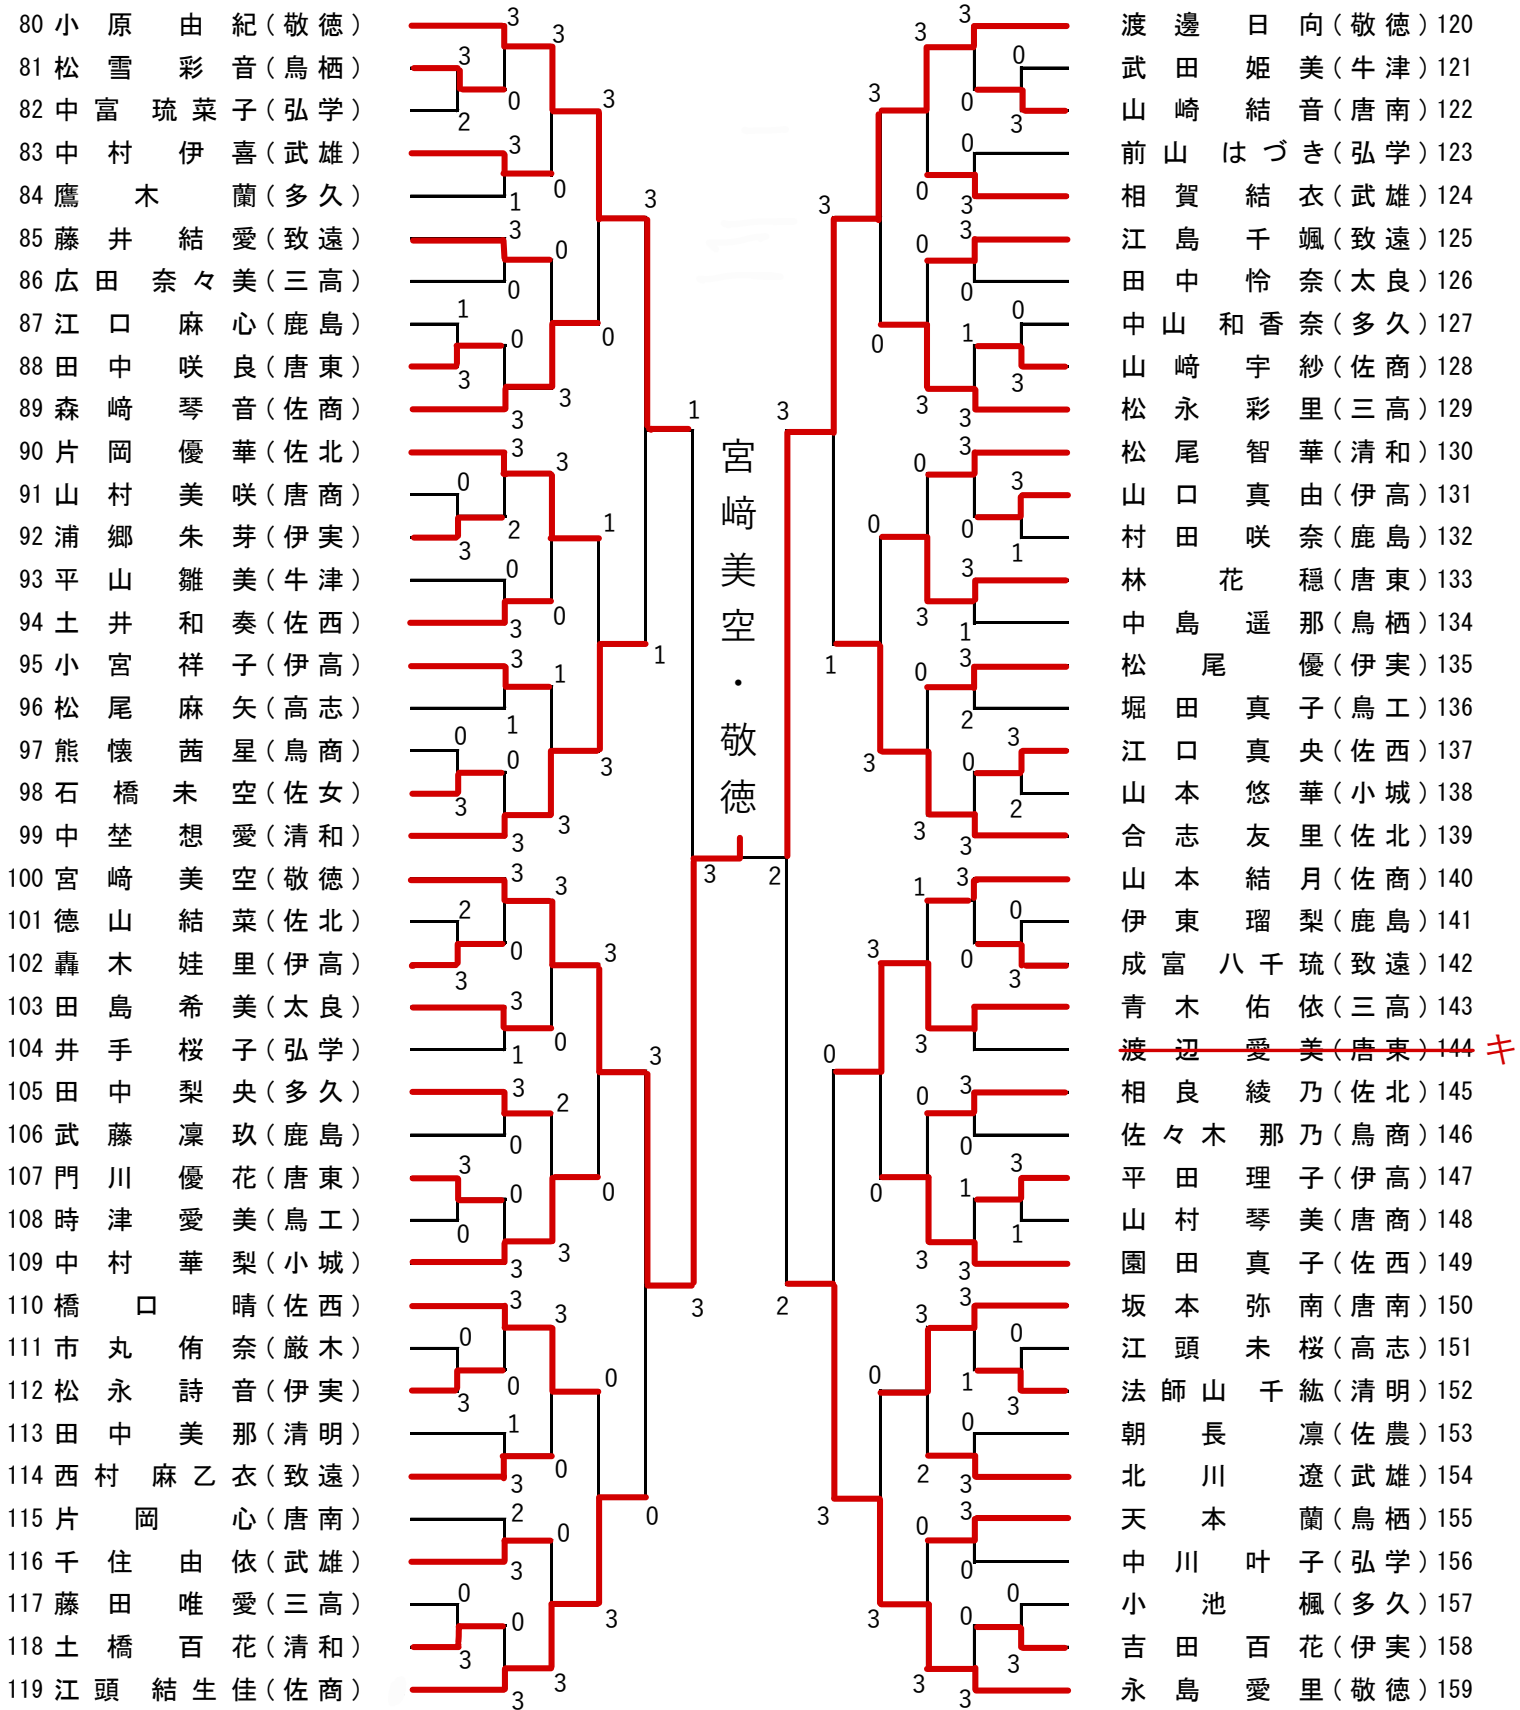 80 小原 由紀(敬徳)
81 松雪 彩音(鳥栖)
82 中富 琉菜子(弘学)
83 中村 伊喜(武雄)
84 鷹木 蘭(多久)
85 藤井 結愛(致遠)
86 広田 奈々美(三高)
87 江口 麻心(鹿島)
88 田中 咲良(唐東)
89 森﨑 琴音(佐商)
90 片岡 優華(佐北)
91 山村 美咲(唐商)
92 浦郷 朱芽(伊実)
93 平山 雛美(牛津)
94 土井 和奏(佐西)
95 小宮 祥子(伊高)
96 松尾 麻矢(高志)
97 熊懐 茜星(鳥商)
98 石橋 未空(佐女)
99 中埜 想愛(清和)
100 宮﨑 美空(敬徳)
101 德山 結菜(佐北)
102 轟木 娃里(伊高)
103 田島 希美(太良)
104 井手 桜子(弘学)
105 田中 梨央(多久)
106 武藤 凜玖(鹿島)
107 門川 優花(唐東)
108 時津 愛美(鳥工)
109 中村 華梨(小城)
110 橋口 晴(佐西)
111 市丸 侑奈(厳木)
112 松永 詩音(伊実)
113 田中 美那(清明)
114 西村 麻乙衣(致遠)
115 片岡 心(唐南)
116 千住 由依(武雄)
117 藤田 唯愛(三高)
118 土橋 百花(清和)
119 江頭 結生佳(佐商)
宮﨑美空・敬徳
渡邊 日向(敬徳)120
武田 姫美(牛津)121
山崎 結音(唐南)122
前山 はづき(弘学)123
相賀 結衣(武雄)124
江島 千颯(致遠)125
田中 怜奈(太良)126
中山 和香奈(多久)127
山﨑 宇紗(佐商)128
松永 彩里(三高)129
松尾 智華(清和)130
山口 真由(伊高)131
村田 咲奈(鹿島)132
林 花穏(唐東)133
中島 遥那(鳥栖)134
松尾 優(伊実)135
堀田 真子(鳥工)136
江口 真央(佐西)137
山本 悠華(小城)138
合志 友里(佐北)139
山本 結月(佐商)140
伊東 瑠梨(鹿島)141
成富 八千琉(致遠)142
青木 佑依(三高)143
渡辺 愛美(唐東)144 キ
相良 綾乃(佐北)145
佐々木 那乃(鳥商)146
平田 理子(伊高)147
山村 琴美(唐商)148
園田 真子(佐西)149
坂本 弥南(唐南)150
江頭 未桜(高志)151
法師山 千紘(清明)152
朝長 凛(佐農)153
北川 遼(武雄)154
天本 蘭(鳥栖)155
中川 叶子(弘学)156
小池 楓(多久)157
吉田 百花(伊実)158
永島 愛里(敬徳)159